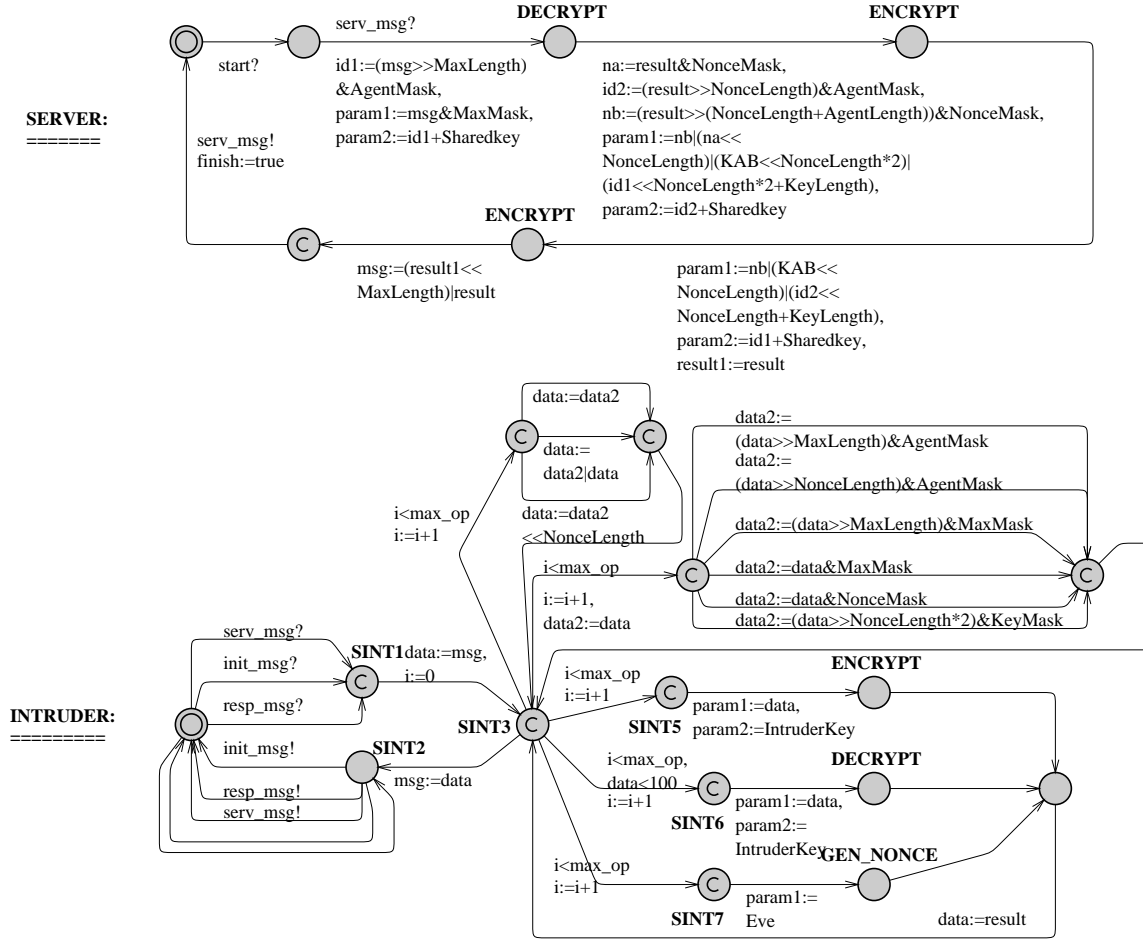 DECRYPT
ENCRYPT
serv_msg?
start?
id1:=(msg>>MaxLength)
&AgentMask,
param1:=msg&MaxMask,
param2:=id1+Sharedkey
na:=result&NonceMask,
id2:=(result>>NonceLength)&AgentMask,
nb:=(result>>(NonceLength+AgentLength))&NonceMask,
param1:=nb|(na<<
NonceLength)|(KAB<<NonceLength*2)|
(id1<<NonceLength*2+KeyLength),
param2:=id2+Sharedkey
SERVER:
=======
serv_msg!
finish:=true
ENCRYPT
C
msg:=(result1<<
MaxLength)|result
param1:=nb|(KAB<<
NonceLength)|(id2<<
NonceLength+KeyLength),
param2:=id1+Sharedkey,
result1:=result
data:=data2
C
C
data:=
data2|data
data:=data2
<<NonceLength
i<max_op
i:=i+1
data2:=
(data>>MaxLength)&AgentMask
data2:=
(data>>NonceLength)&AgentMask
data2:=(data>>MaxLength)&MaxMask
data2:=data&MaxMask
data2:=data&NonceMask
data2:=(data>>NonceLength*2)&KeyMask
i<max_op
C
C
i:=i+1,
data2:=data
INTRUDER:
=========
serv_msg?
init_msg?
resp_msg?
SINT1
C
data:=msg,
i:=0
init_msg!
resp_msg!
serv_msg!
SINT2
msg:=data
SINT3
C
i<max_op
i:=i+1
C
SINT5
ENCRYPT
param1:=data,
param2:=IntruderKey
i<max_op,
data<100
i:=i+1
C
SINT6
DECRYPT
param1:=data,
param2:=
IntruderKey
i<max_op
i:=i+1
C
SINT7
GEN_NONCE
param1:=
Eve
data:=result